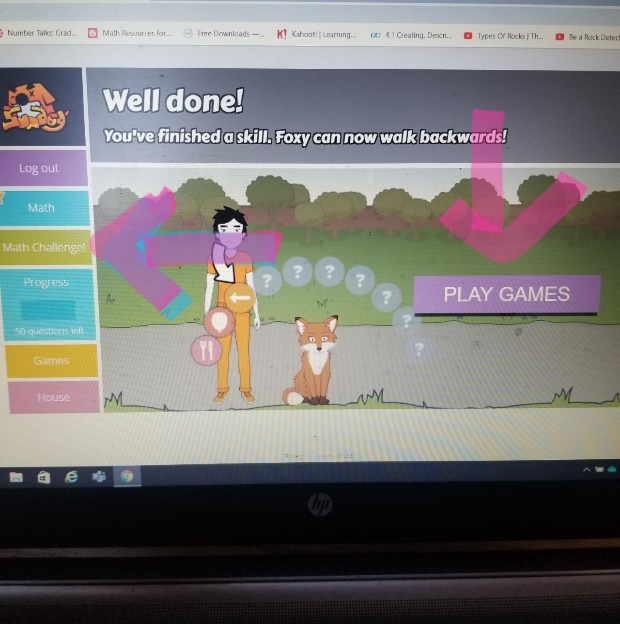 Number Talks: Grad...
Math Resources for...
Free Downloads —...
K! Kahoot! | Learning...
4.1 Creating, Descri...
Types Of Rocks | Th...
Be a Rock Detect
Well done!
You've finished a skill. Foxy can now walk backwards!
Log out
Math
Math Challenge!
Progress
50 questions left
Games
House
? ? ? ? ? ? ?
PLAY GAMES
hp